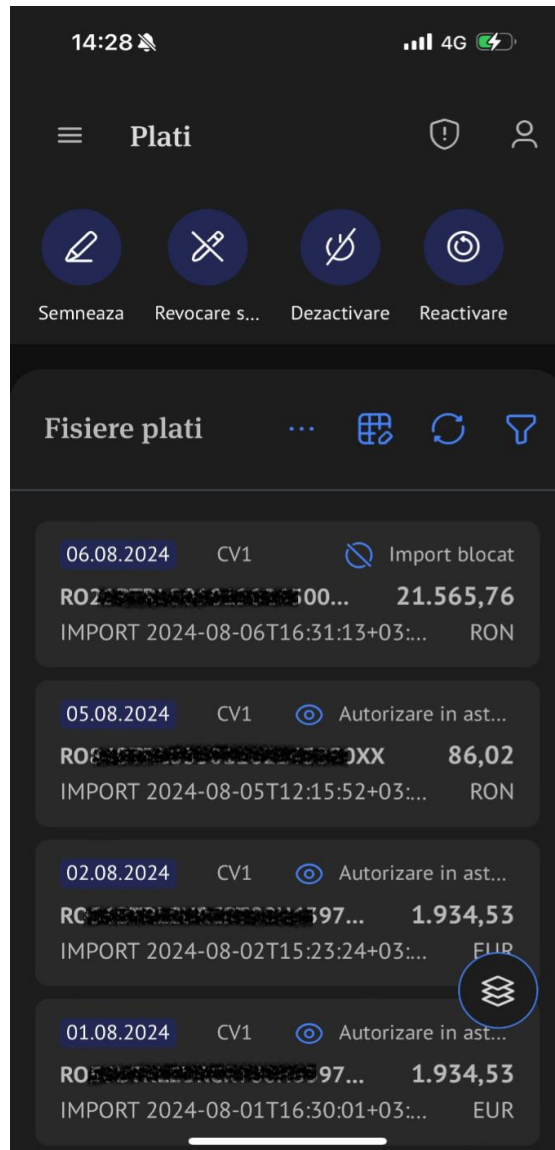 14:28 4G
Plati
Semneaza Revocare s... Dezactivare Reactivare
Fisiere plati ...
06.08.2024 CV1 Import blocat
21.565,76
IMPORT 2024-08-06T16:31:13+03:... RON
05.08.2024 CV1 Autorizare in ast...
86,02
IMPORT 2024-08-05T12:15:52+03:... RON
02.08.2024 CV1 Autorizare in ast...
1.934,53
IMPORT 2024-08-02T15:23:24+03:... EUR
01.08.2024 CV1 Autorizare in ast...
1.934,53
IMPORT 2024-08-01T16:30:01+03:... EUR